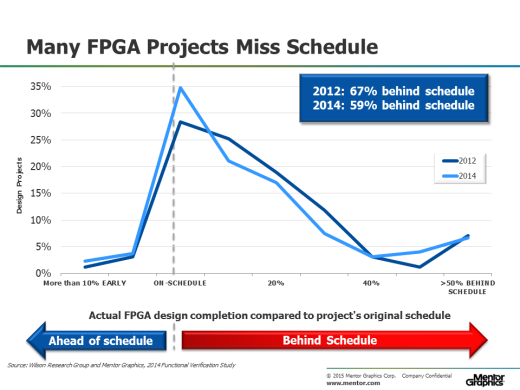 Many FPGA Projects Miss Schedule
2012: 67% behind schedule
2014: 59% behind schedule
35%
30%
25%
20%
15%
10%
5%
0%
Design Projects
2012
2014
More than 10% EARLY
ON-SCHEDULE
20%
40%
>50% BEHIND
SCHEDULE
Actual FPGA design completion compared to project's original schedule
Ahead of schedule
Behind Schedule
Source: Wilson Research Group and Mentor Graphics, 2014 Functional Verification Study
© 2015 Mentor Graphics Corp. Company Confidential
www.mentor.com
Mentor
Graphics